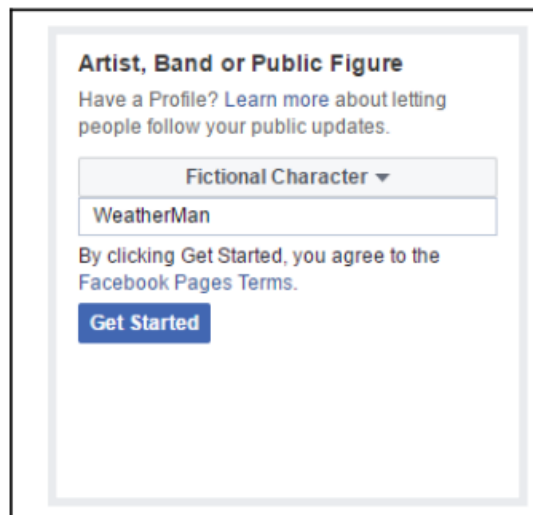 Artist, Band or Public Figure
Have a Profile? Learn more about letting
people follow your public updates.
Fictional Character
WeatherMan
By clicking Get Started, you agree to the
Facebook Pages Terms.
Get Started